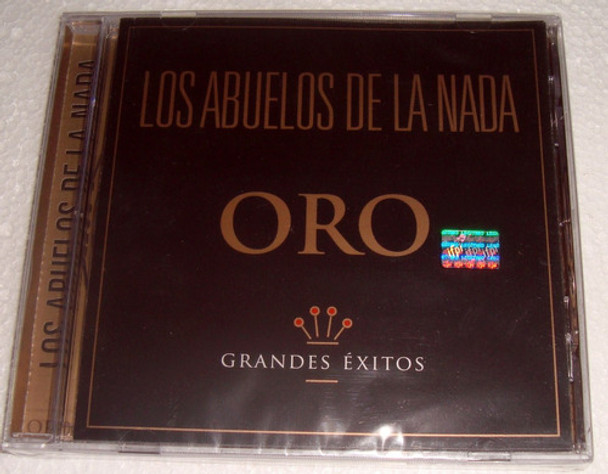 LOS ABUELOS DE LA NADA
ORO
GRANDES ÉXITOS
LOS ABUELOS DE LA NADA